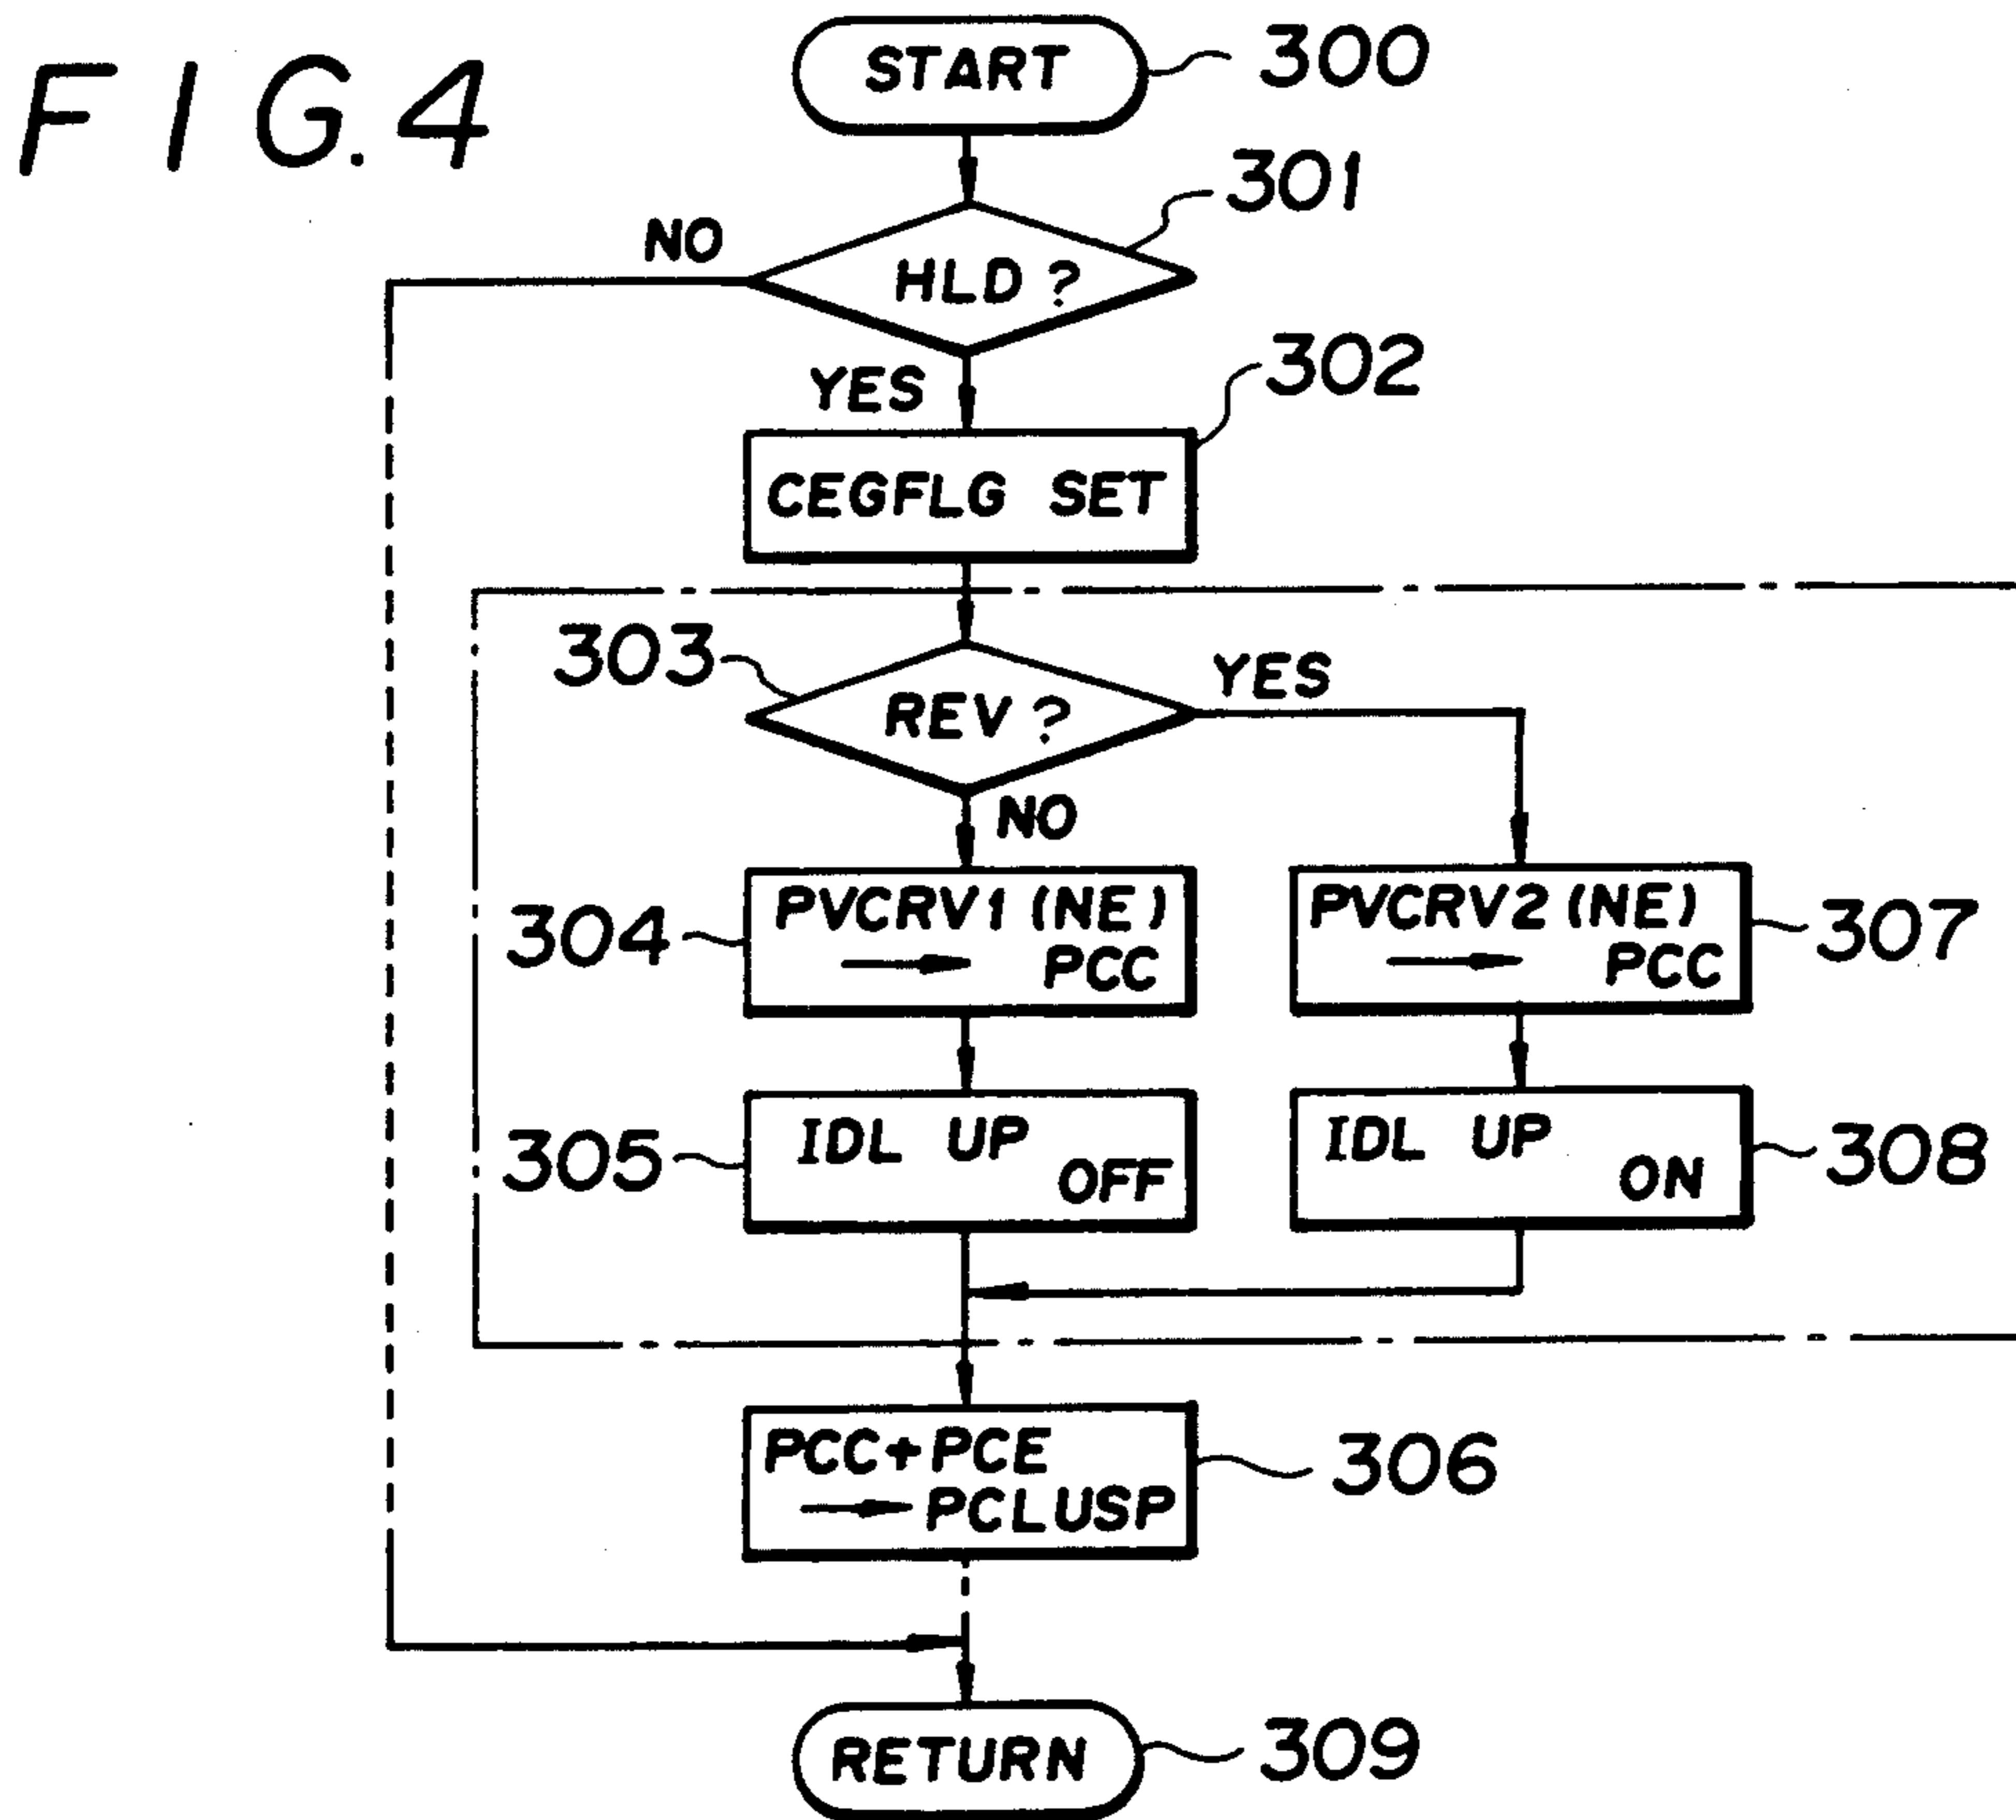 FIG.4
START
300
301
NO
HLD ?
302
YES
CEGFLG SET
303
REV ?
YES
NO
304
PVCRV1 (NE)
→ PCC
PVCRV2 (NE)
→ PCC
307
305
IDL UP
OFF
IDL UP
ON
308
PCC+PCE
→ PCLUSP
306
RETURN
309